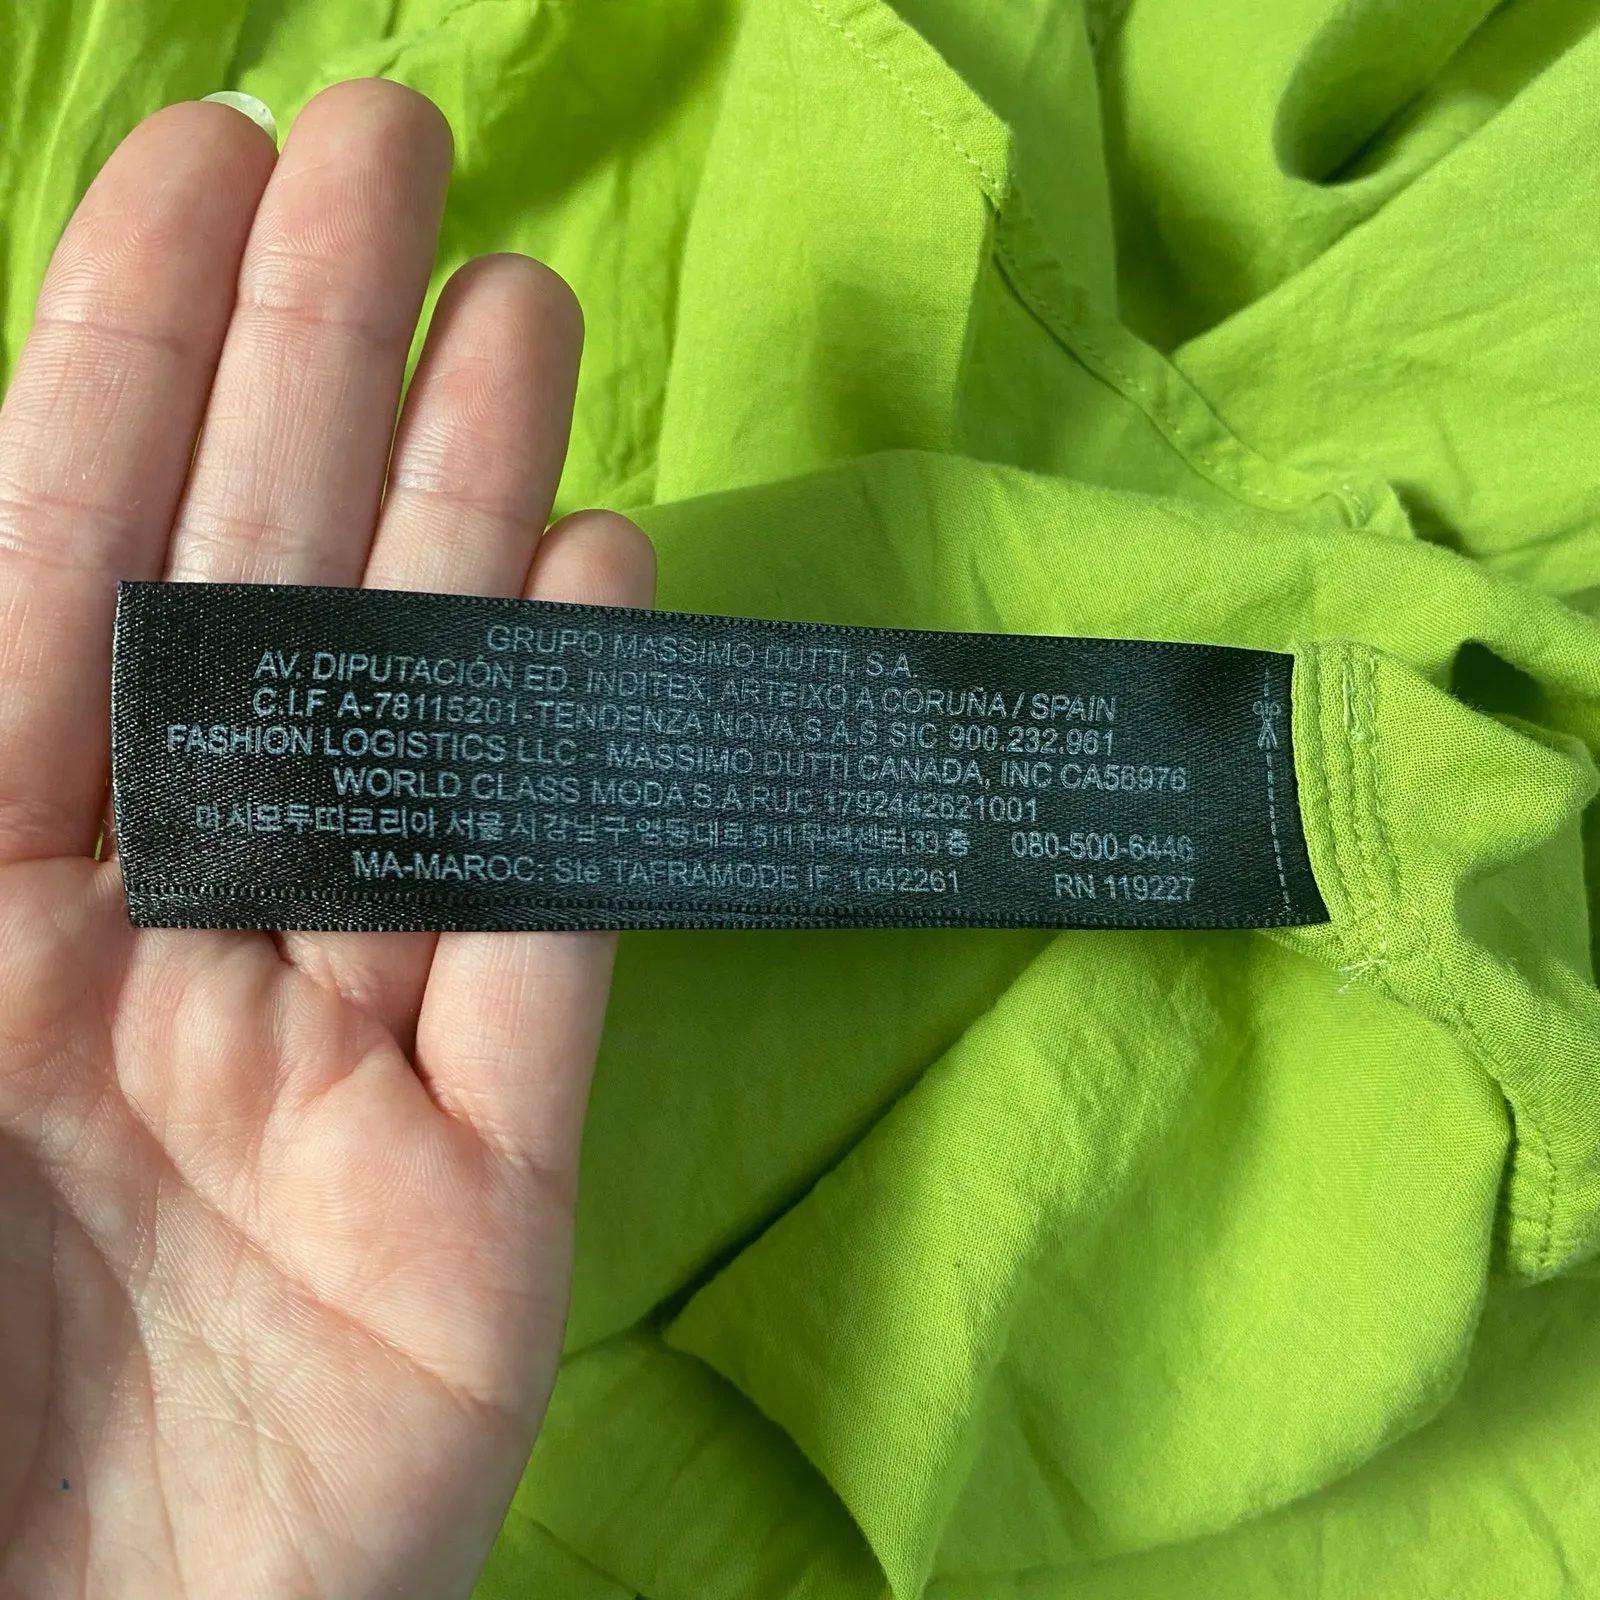 GRUPO MASSIMO DUTTI, S.A.
AV. DIPUTACIÓN ED. INDITEX, ARTEIXO A CORUÑA / SPAIN
C.I.F A-78115201-TENDENZA NOVA,S.A.S SIC 900.232.961
FASHION LOGISTICS LLC - MASSIMO DUTTI CANADA, INC CA56976
WORLD CLASS MODA S.A RUC 1792442621001
마시모두띠코리아 서울시강남구 영동대로 511 무역센터 33 층 080-500-6446
MA-MAROC: Sté TAFRAMODE IF. 1642261 RN 119227